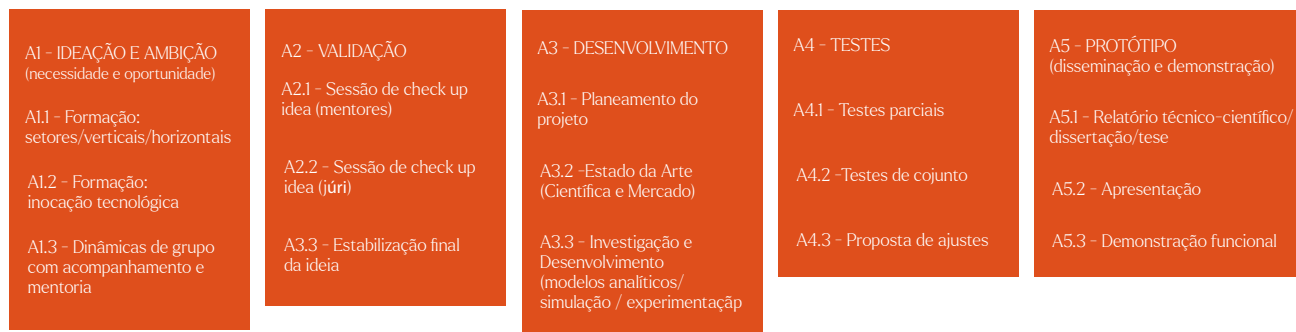 A1 - IDEAÇÃO E AMBIÇÃO
(necessidade e oportunidade)
A1.1 - Formação:
setores/verticais/horizontais
A1.2 - Formação:
inocação tecnológica
A1.3 - Dinâmicas de grupo
com acompanhamento e
mentoria
A2 - VALIDAÇÃO
A2.1 - Sessão de check up
idea (mentores)
A2.2 - Sessão de check up
idea (júri)
A3.3 - Estabilização final
da ideia
A3 - DESENVOLVIMENTO
A3.1 - Planeamento do
projeto
A3.2 -Estado da Arte
(Científica e Mercado)
A3.3 - Investigação e
Desenvolvimento
(modelos analíticos/
simulação / experimentaçãp
A4 - TESTES
A4.1 - Testes parciais
A4.2 -Testes de cojunto
A4.3 - Proposta de ajustes
A5 - PROTÓTIPO
(disseminação e demonstração)
A5.1 - Relatório técnico-científico/
dissertação/tese
A5.2 - Apresentação
A5.3 - Demonstração funcional